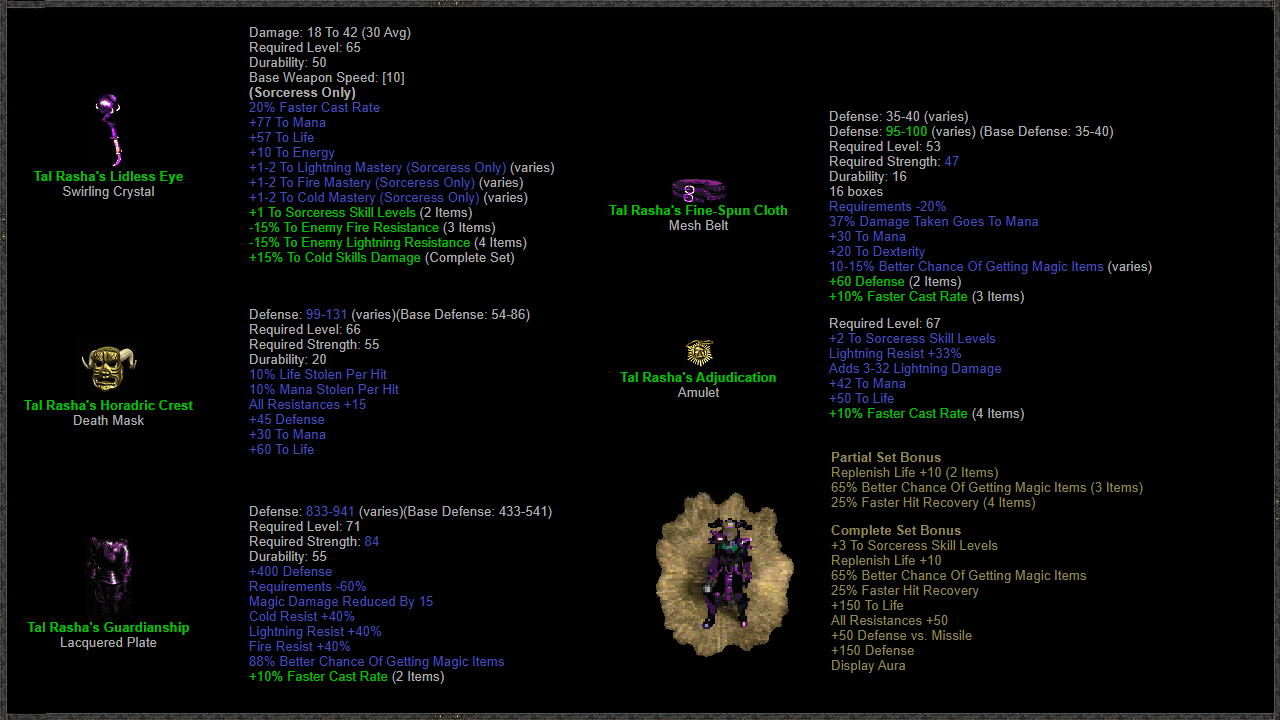 Damage: 18 To 42 (30 Avg)
Required Level: 65
Durability: 50
Base Weapon Speed: [10]
(Sorceress Only)
20% Faster Cast Rate
+77 To Mana
+57 To Life
+10 To Energy
+1-2 To Lightning Mastery (Sorceress Only) (varies)
+1-2 To Fire Mastery (Sorceress Only) (varies)
+1-2 To Cold Mastery (Sorceress Only) (varies)
+1 To Sorceress Skill Levels (2 Items)
-15% To Enemy Fire Resistance (3 Items)
-15% To Enemy Lightning Resistance (4 Items)
+15% To Cold Skills Damage (Complete Set)
Tal Rasha's Lidless Eye
Swirling Crystal
Defense: 99-131 (varies)(Base Defense: 54-86)
Required Level: 66
Required Strength: 55
Durability: 20
10% Life Stolen Per Hit
10% Mana Stolen Per Hit
All Resistances +15
+45 Defense
+30 To Mana
+60 To Life
Tal Rasha's Horadric Crest
Death Mask
Defense: 833-941 (varies)(Base Defense: 433-541)
Required Level: 71
Required Strength: 84
Durability: 55
+400 Defense
Requirements -60%
Magic Damage Reduced By 15
Cold Resist +40%
Lightning Resist +40%
Fire Resist +40%
88% Better Chance Of Getting Magic Items
+10% Faster Cast Rate (2 Items)
Tal Rasha's Guardianship
Lacquered Plate
Defense: 35-40 (varies)
Defense: 95-100 (varies) (Base Defense: 35-40)
Required Level: 53
Required Strength: 47
Durability: 16
16 boxes
Requirements -20%
37% Damage Taken Goes To Mana
+30 To Mana
+20 To Dexterity
10-15% Better Chance Of Getting Magic Items (varies)
+60 Defense (2 Items)
+10% Faster Cast Rate (3 Items)
Tal Rasha's Fine-Spun Cloth
Mesh Belt
Required Level: 67
+2 To Sorceress Skill Levels
Lightning Resist +33%
Adds 3-32 Lightning Damage
+42 To Mana
+50 To Life
+10% Faster Cast Rate (4 Items)
Tal Rasha's Adjudication
Amulet
Partial Set Bonus
Replenish Life +10 (2 Items)
65% Better Chance Of Getting Magic Items (3 Items)
25% Faster Hit Recovery (4 Items)
Complete Set Bonus
+3 To Sorceress Skill Levels
Replenish Life +10
65% Better Chance Of Getting Magic Items
25% Faster Hit Recovery
+150 To Life
All Resistances +50
+50 Defense vs. Missile
+150 Defense
Display Aura